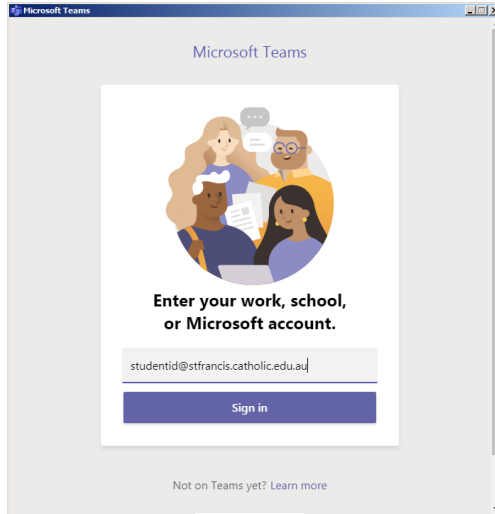 Microsoft Teams
Microsoft Teams
Enter your work, school,
or Microsoft account.
studentid@stfrancis.catholic.edu.au
Sign in
Not on Teams yet? Learn more